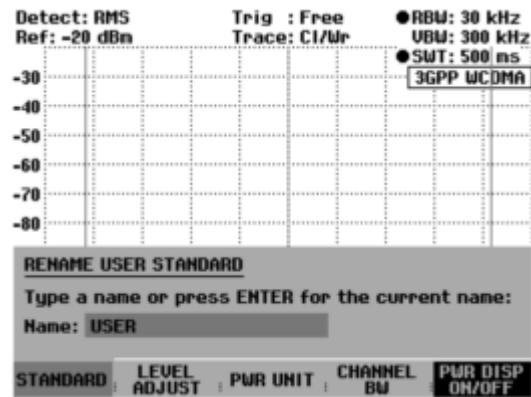 Detect: RMS Trig : Free ●RBW: 30 kHz
Ref: -20 dBm Trace: Cl/Wr VBW: 300 kHz
●SWT: 500 ms
3GPP WCDMA
-30
-40
-50
-60
-70
-80
RENAME USER STANDARD
Type a name or press ENTER for the current name:
Name: USER
STANDARD LEVEL ADJUST PWR UNIT CHANNEL BW PWR DISP ON/OFF